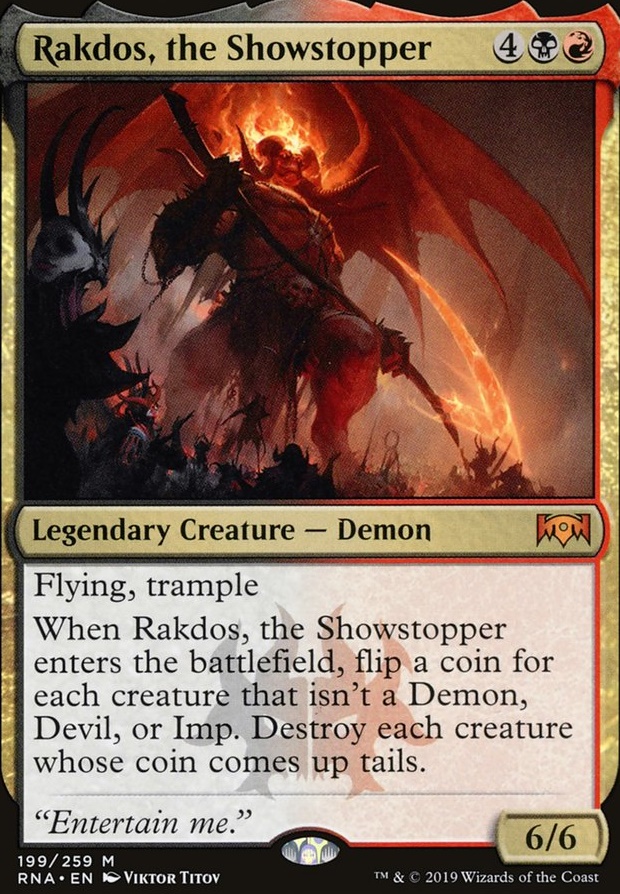 Rakdos, the Showstopper 4
Legendary Creature — Demon
Flying, trample
When Rakdos, the Showstopper
enters the battlefield, flip a coin for
each creature that isn't a Demon,
Devil, or Imp. Destroy each creature
whose coin comes up tails.
“Entertain me.”
6/6
199/259 M
RNA • EN Viktor Titov
™ & © 2019 Wizards of the Coast